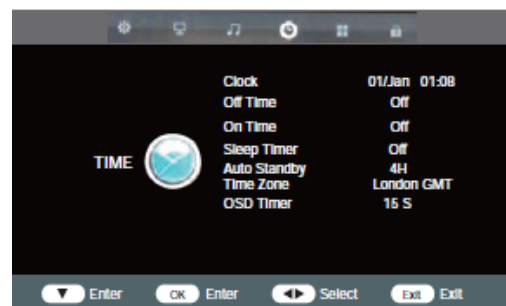 Clock 01/Jan 01:08
Off Time Off
On Time Off
Sleep Timer Off
TIME
Auto Standby 4H
Time Zone London GMT
OSD Timer 15 S
Enter OK Enter Select Exit Exit